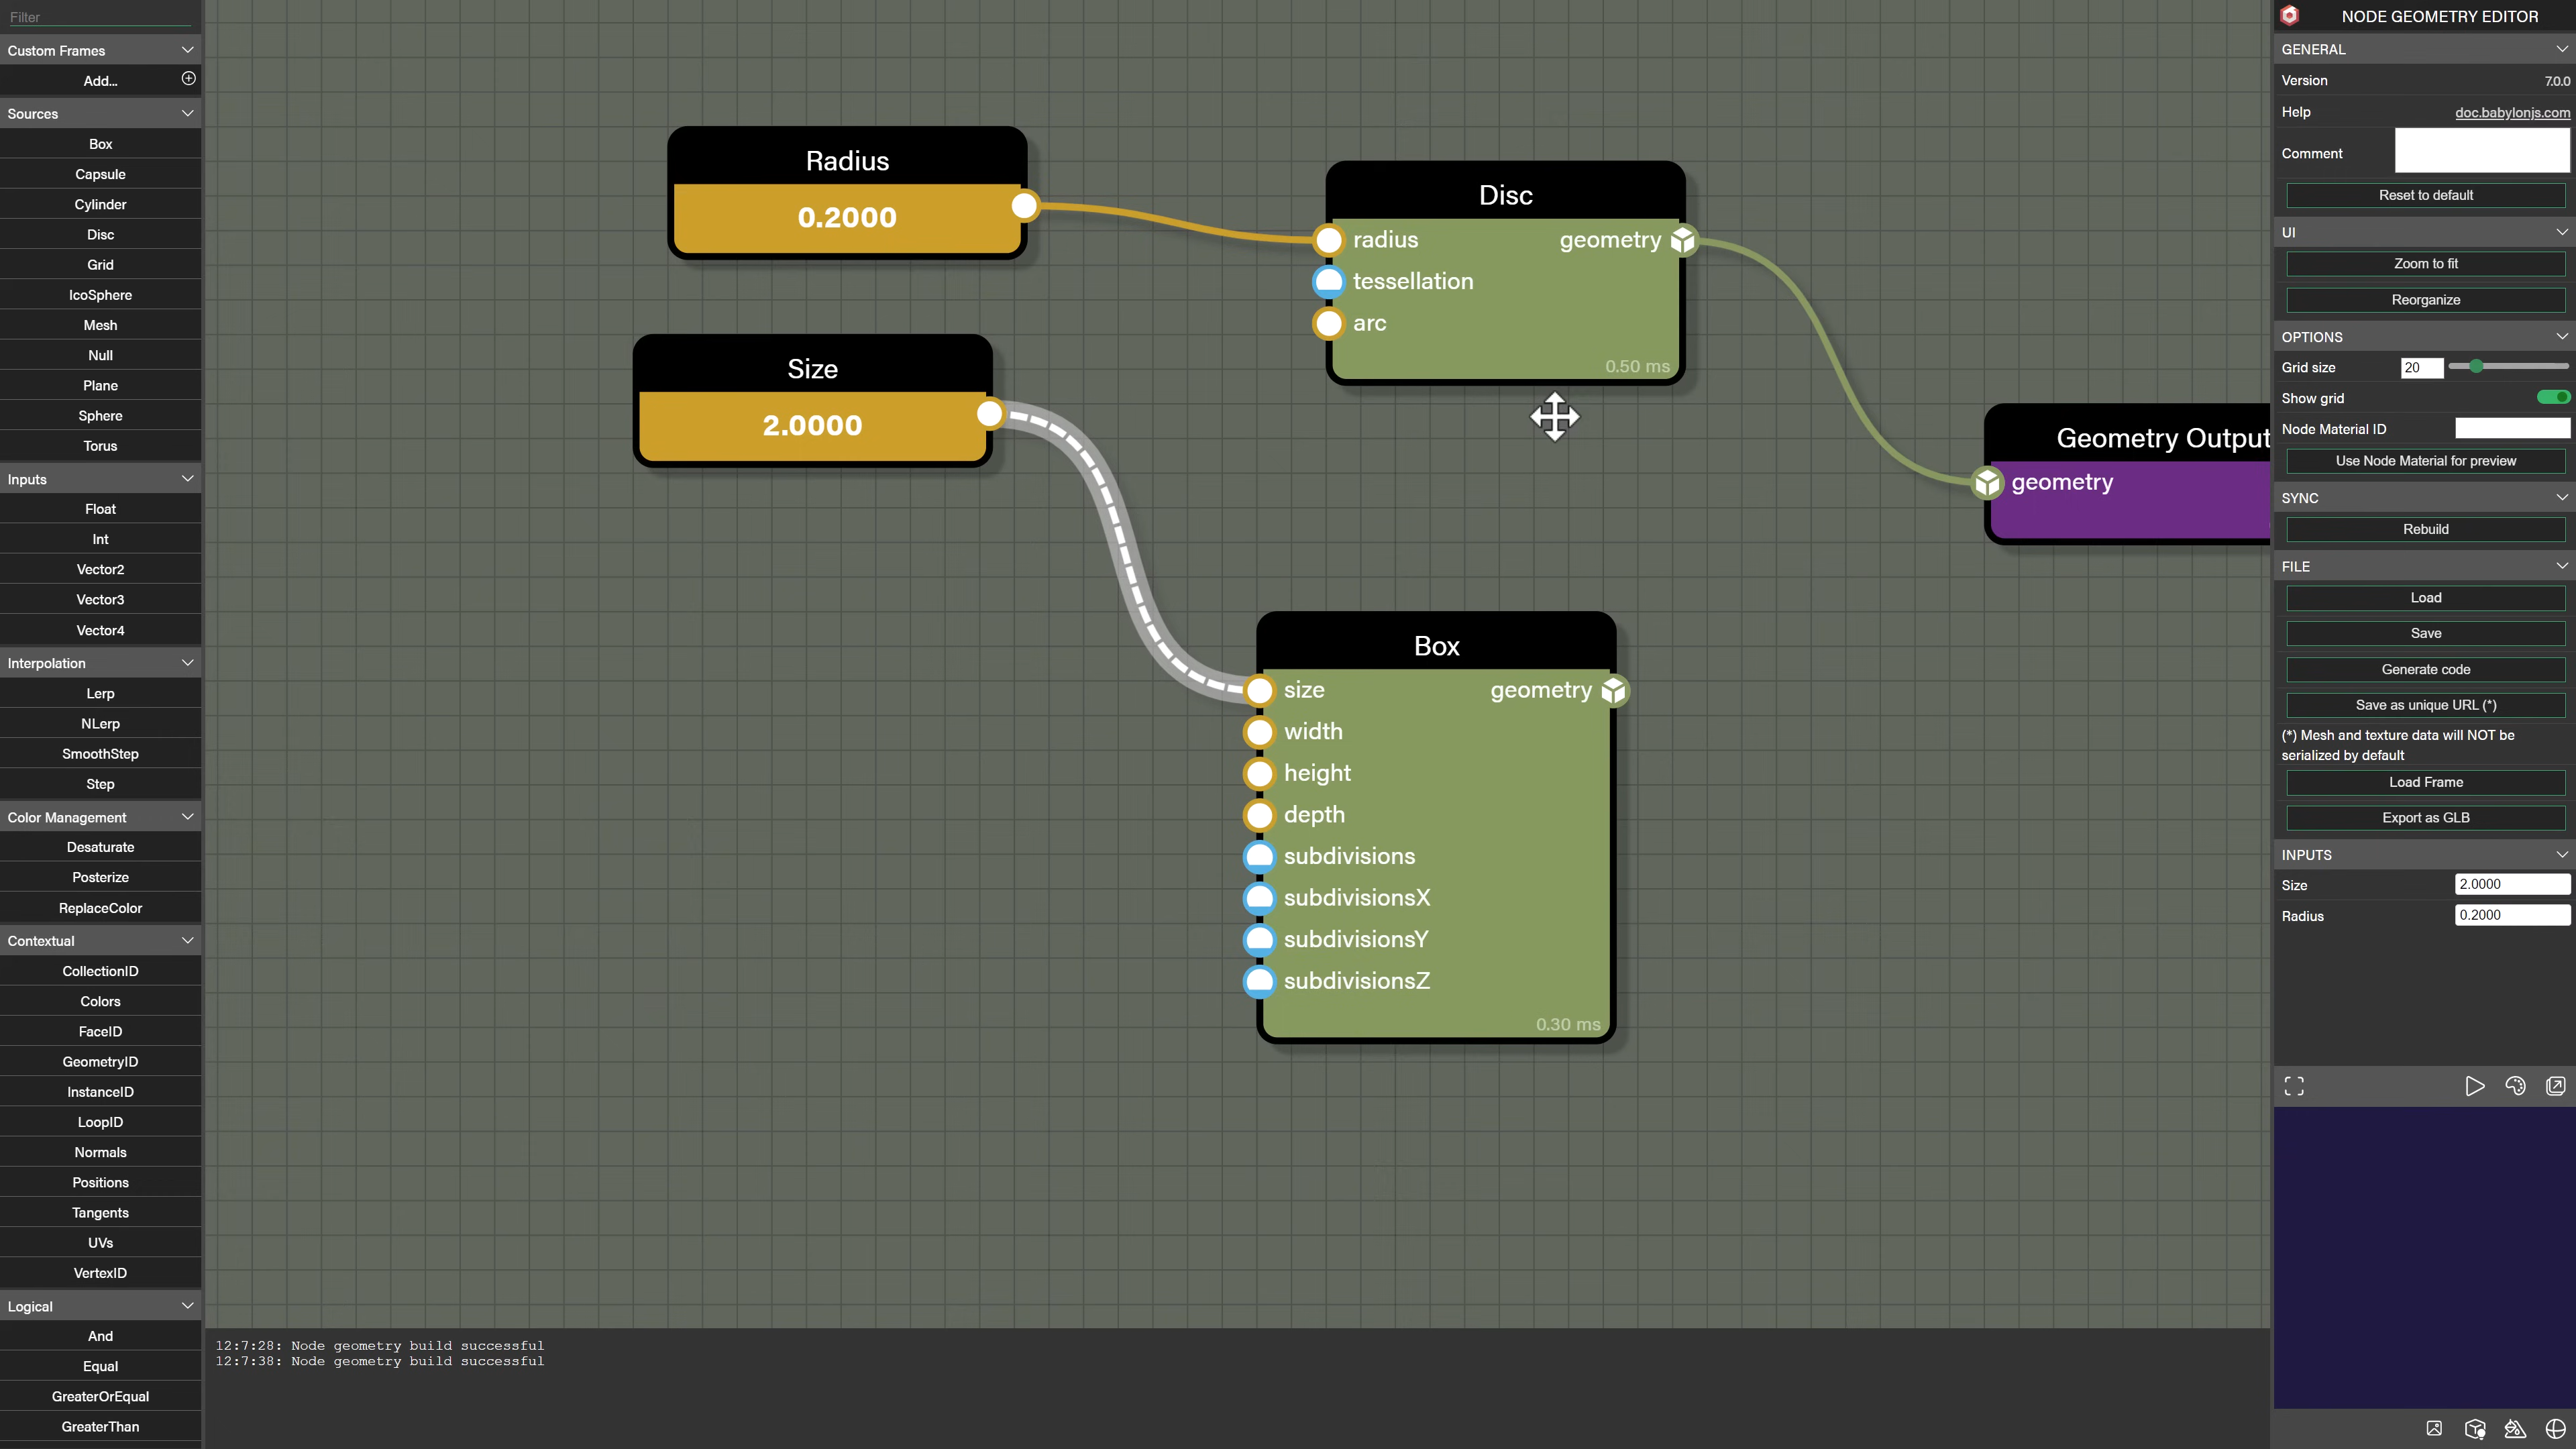 Filter
Custom Frames
Add...
Sources
Box
Capsule
Cylinder
Disc
Grid
IcoSphere
Mesh
Null
Plane
Sphere
Torus
Inputs
Float
Int
Vector2
Vector3
Vector4
Interpolation
Lerp
NLerp
SmoothStep
Step
Color Management
Desaturate
Posterize
ReplaceColor
Contextual
CollectionID
Colors
FaceID
GeometryID
InstanceID
LoopID
Normals
Positions
Tangents
UVs
VertexID
Logical
And
Equal
GreaterOrEqual
GreaterThan
Radius
0.2000
Size
2.0000
Disc
radius geometry
tessellation
arc
0.50 ms
Geometry Output
geometry
Box
size geometry
width
height
depth
subdivisions
subdivisionsX
subdivisionsY
subdivisionsZ
0.30 ms
12:7:28: Node geometry build successful
12:7:38: Node geometry build successful
NODE GEOMETRY EDITOR
GENERAL
Version 7.0.0
Help doc.babylonjs.com
Comment
Reset to default
UI
Zoom to fit
Reorganize
OPTIONS
Grid size 20
Show grid
Node Material ID
Use Node Material for preview
SYNC
Rebuild
FILE
Load
Save
Generate code
Save as unique URL (*)
(*) Mesh and texture data will NOT be
serialized by default
Load Frame
Export as GLB
INPUTS
Size 2.0000
Radius 0.2000